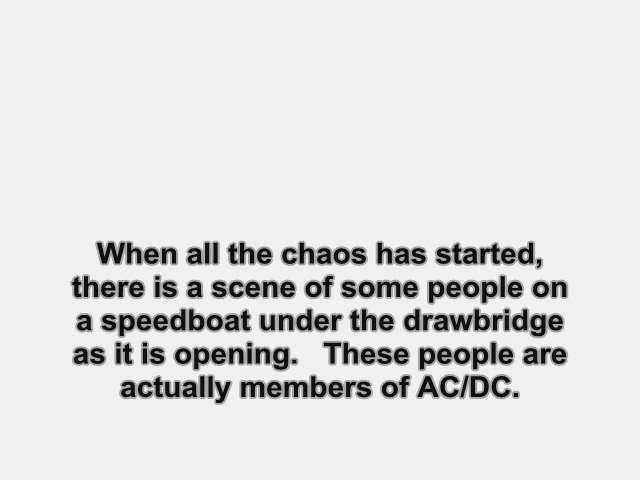 When all the chaos has started,
there is a scene of some people on
a speedboat under the drawbridge
as it is opening.   These people are
actually members of AC/DC.